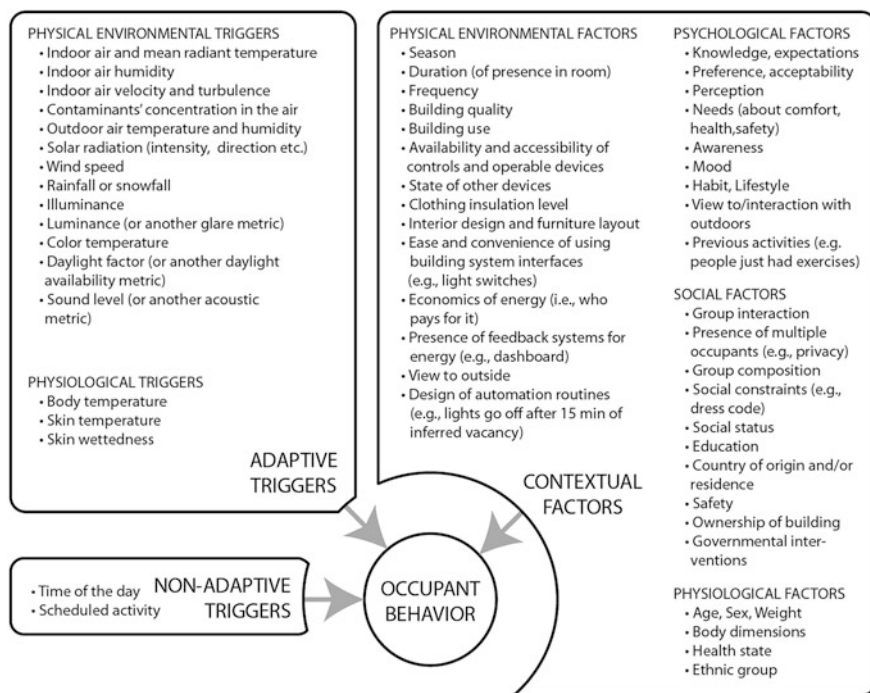 PHYSICAL ENVIRONMENTAL TRIGGERS
• Indoor air and mean radiant temperature
• Indoor air humidity
• Indoor air velocity and turbulence
• Contaminants' concentration in the air
• Outdoor air temperature and humidity
• Solar radiation (intensity, direction etc.)
• Wind speed
• Rainfall or snowfall
• Illuminance
• Luminance (or another glare metric)
• Color temperature
• Daylight factor (or another daylight
availability metric)
• Sound level (or another acoustic
metric)
PHYSIOLOGICAL TRIGGERS
• Body temperature
• Skin temperature
• Skin wettedness
ADAPTIVE
TRIGGERS
PHYSICAL ENVIRONMENTAL FACTORS
• Season
• Duration (of presence in room)
• Frequency
• Building quality
• Building use
• Availability and accessibility of
controls and operable devices
• State of other devices
• Clothing insulation level
• Interior design and furniture layout
• Ease and convenience of using
building system interfaces
(e.g., light switches)
• Economics of energy (i.e., who
pays for it)
• Presence of feedback systems for
energy (e.g., dashboard)
• View to outside
• Design of automation routines
(e.g., lights go off after 15 min of
inferred vacancy)
CONTEXTUAL
FACTORS
PSYCHOLOGICAL FACTORS
• Knowledge, expectations
• Preference, acceptability
• Perception
• Needs (about comfort,
health,safety)
• Awareness
• Mood
• Habit, Lifestyle
• View to/interaction with
outdoors
• Previous activities (e.g.
people just had exercises)
SOCIAL FACTORS
• Group interaction
• Presence of multiple
occupants (e.g., privacy)
• Group composition
• Social constraints (e.g.,
dress code)
• Social status
• Education
• Country of origin and/or
residence
• Safety
• Ownership of building
• Governmental inter-
ventions
PHYSIOLOGICAL FACTORS
• Age, Sex, Weight
• Body dimensions
• Health state
• Ethnic group
• Time of the day
• Scheduled activity
NON-ADAPTIVE
TRIGGERS
OCCUPANT
BEHAVIOR